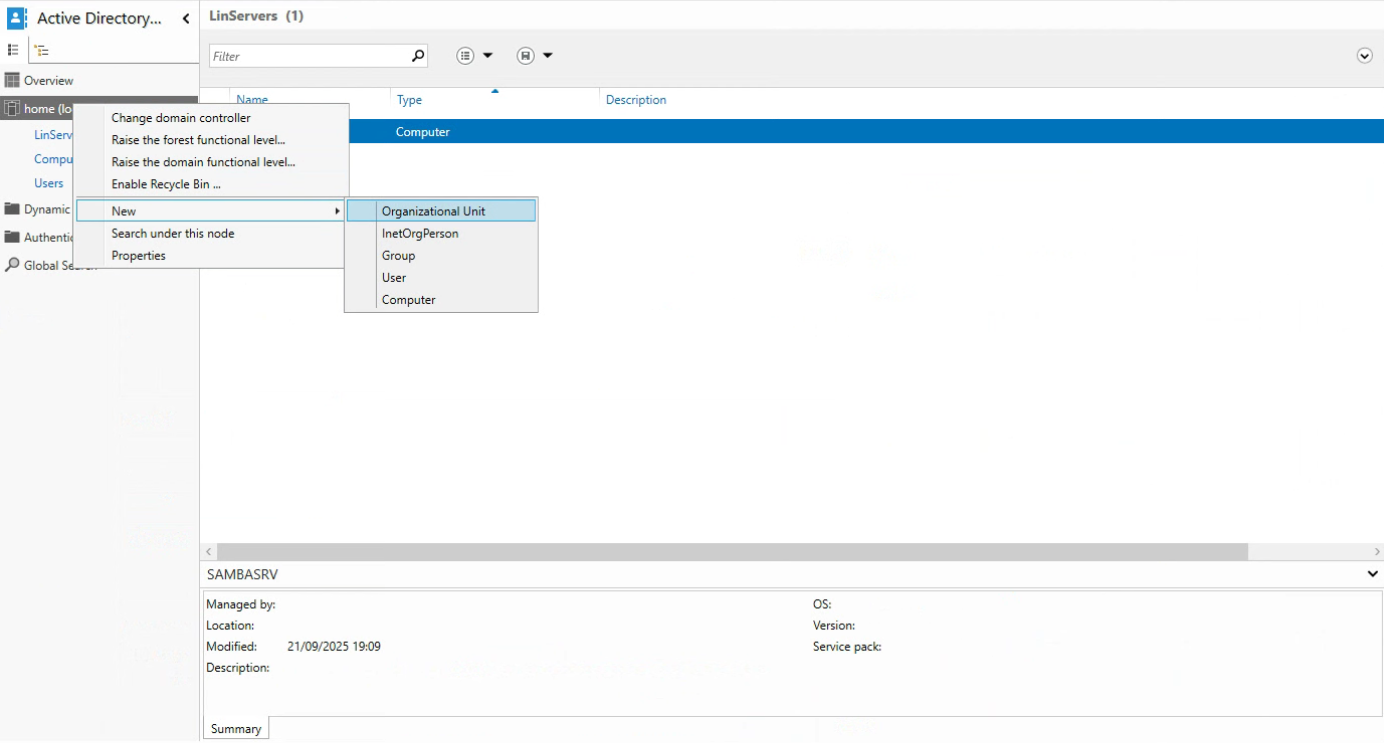 Active Directory...
LinServers (1)
Filter
Overview
Name
Type
Description
home (lo
Change domain controller
LinServ
Raise the forest functional level...
Computer
Compu
Raise the domain functional level...
Users
Enable Recycle Bin ...
Dynamic
New
Organizational Unit
Authentic
Search under this node
InetOrgPerson
Global Search
Properties
Group
User
Computer
SAMBASRV
Managed by:
OS:
Location:
Version:
Modified: 21/09/2025 19:09
Service pack:
Description:
Summary